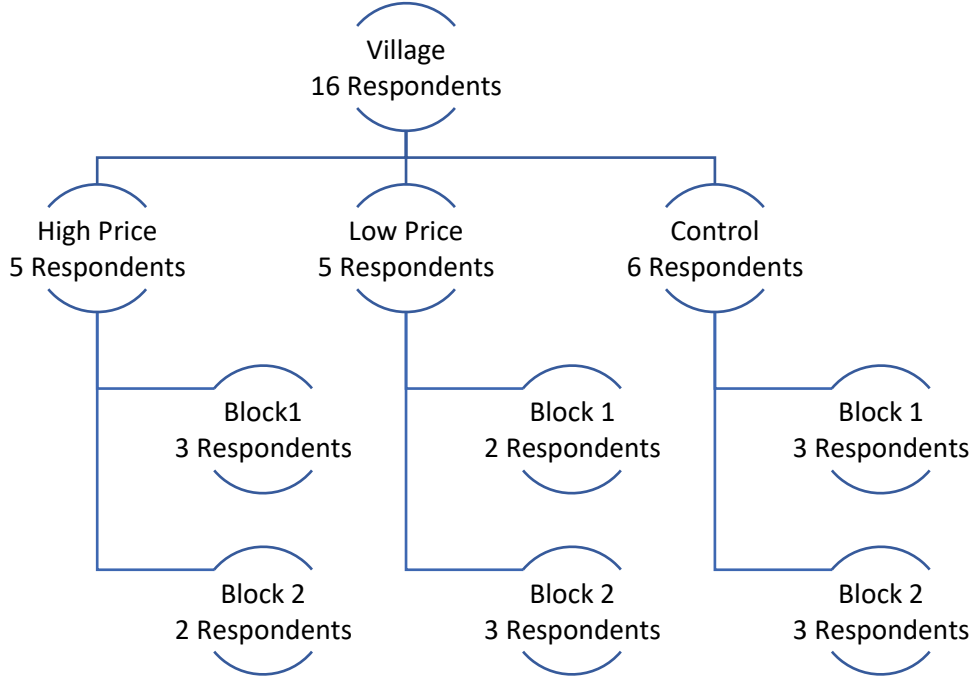 Village
16 Respondents
High Price
5 Respondents
Low Price
5 Respondents
Control
6 Respondents
Block1
3 Respondents
Block 1
2 Respondents
Block 1
3 Respondents
Block 2
2 Respondents
Block 2
3 Respondents
Block 2
3 Respondents